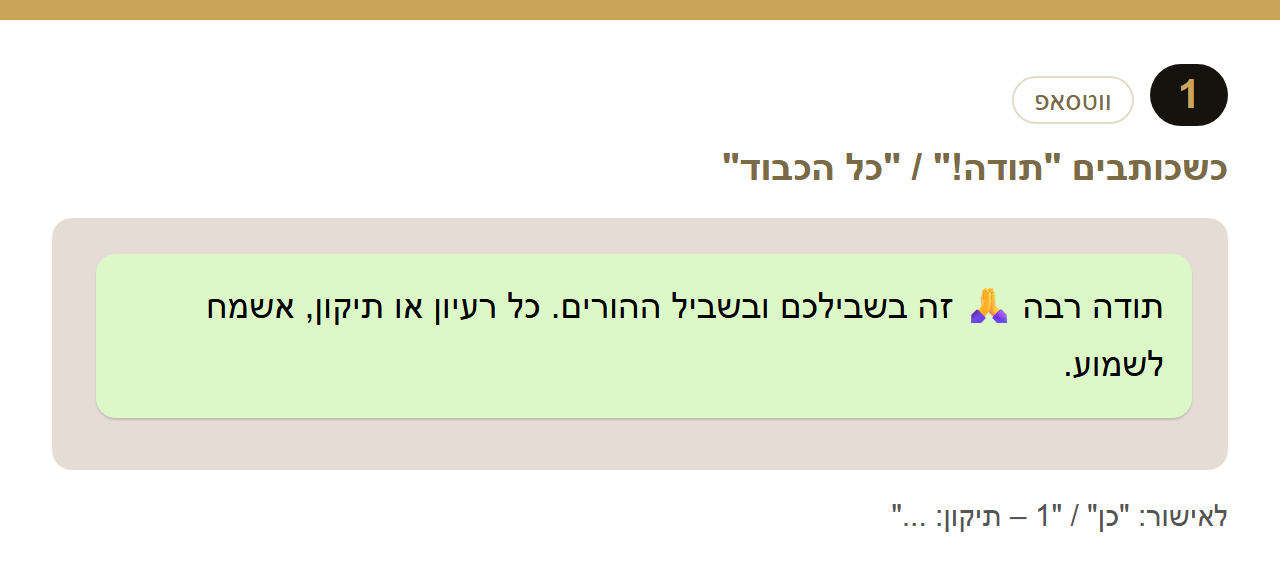 1
ווטסאפ
כשכותבים "תודה!" / "כל הכבוד"
תודה רבה 🙏 זה בשבילכם ובשביל ההורים. כל רעיון או תיקון, אשמח
לשמוע.
לאישור: "כן" / "1 – תיקון: ..."